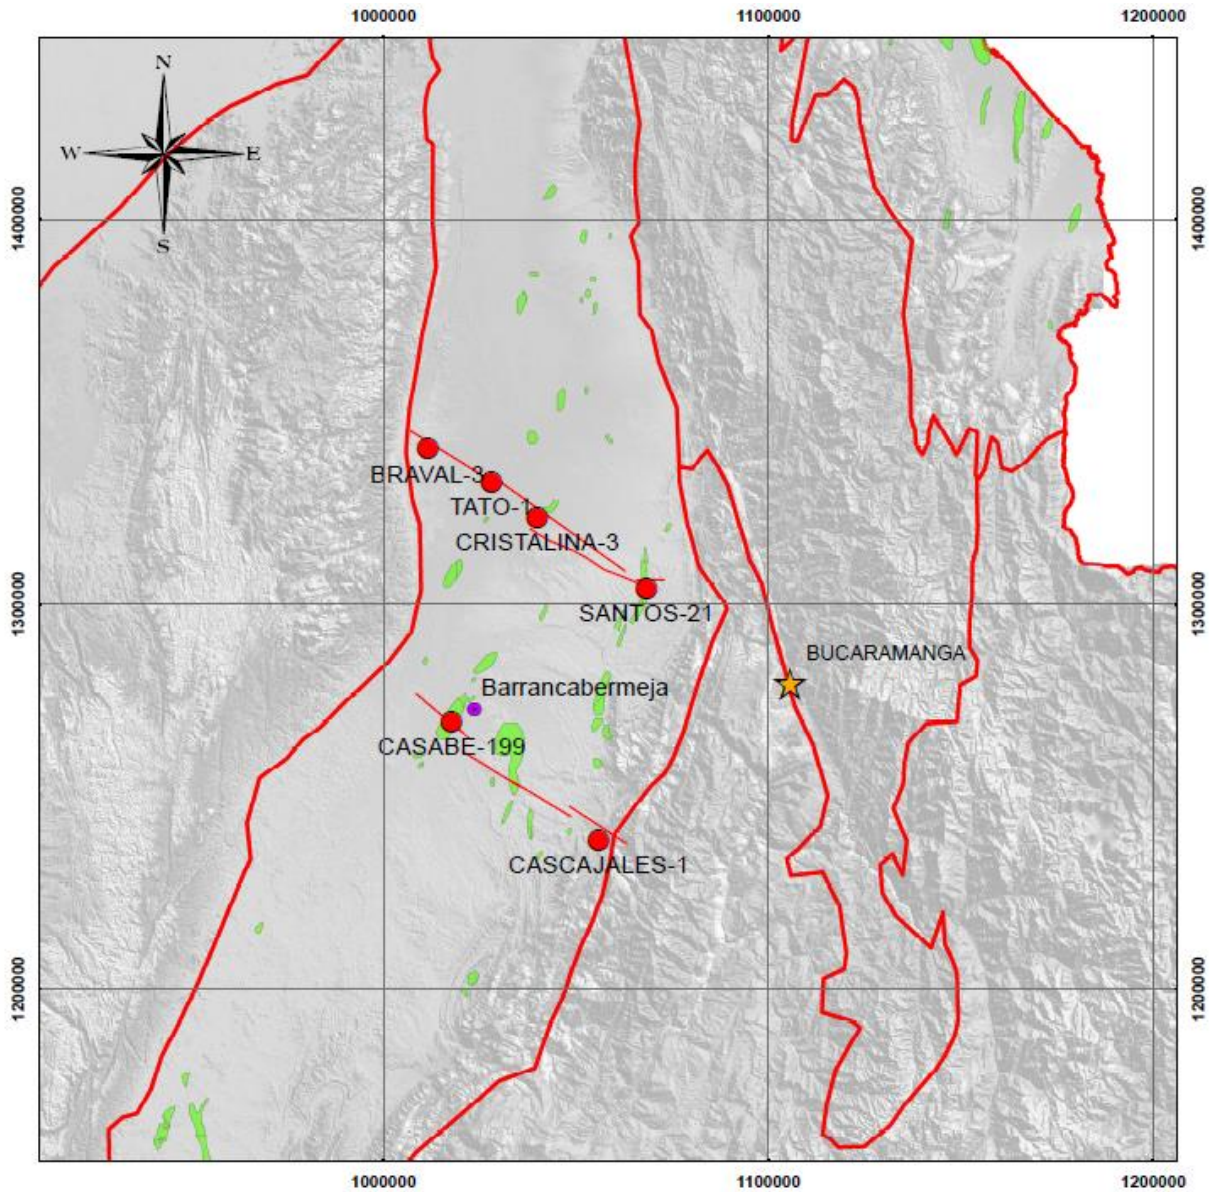 1000000
1100000
1200000
N
W
E
S
1400000
1400000
BRAVAL-3
TATO-1
CRISTALINA-3
1300000
SANTOS-21
1300000
BUCARAMANGA
Barrancabermeja
CASABE-199
CASCAJALES-1
1200000
1200000
1000000
1100000
1200000